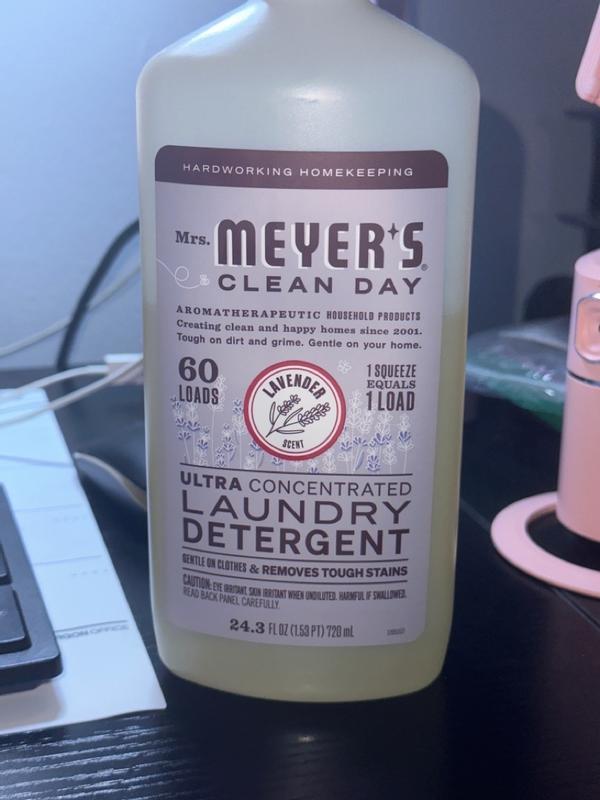 HARDWORKING HOMEKEEPING
Mrs. MEYER'S®
CLEAN DAY
AROMATHERAPEUTIC HOUSEHOLD PRODUCTS
Creating clean and happy homes since 2001.
Tough on dirt and grime. Gentle on your home.
60
LOADS
LAVENDER
SCENT
1 SQUEEZE
EQUALS
1 LOAD
ULTRA CONCENTRATED
LAUNDRY
DETERGENT
GENTLE ON CLOTHES & REMOVES TOUGH STAINS
CAUTION: EYE IRRITANT. SKIN IRRITANT WHEN UNDILUTED. HARMFUL IF SWALLOWED.
READ BACK PANEL CAREFULLY.
24.3 FL OZ (1.53 PT) 720 mL